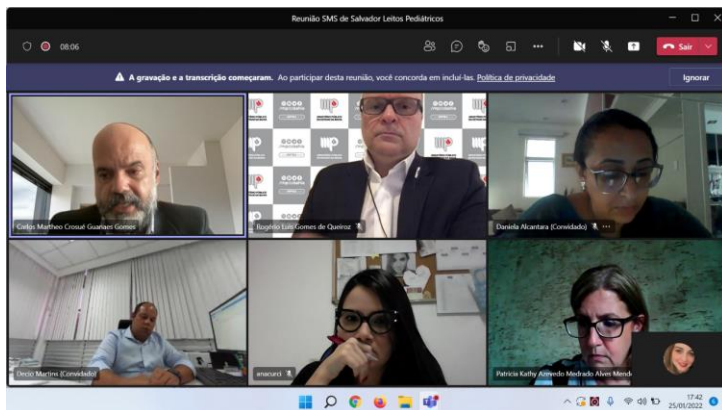 Reunião SMS de Salvador Leitos Pediátricos
08:06
Sair
A gravação e a transcrição começaram. Ao participar desta reunião, você concorda em incluí-las. Política de privacidade
Ignorar
Carlos Martheo Crosué Guanaes Gomes
Rogério Luis Gomes de Queiroz
Daniela Alcantara (Convidado)
Decio Martins (Convidado)
anacurci
Patricia Kathy Azevedo Medrado Alves Mend
17:42
25/01/2022